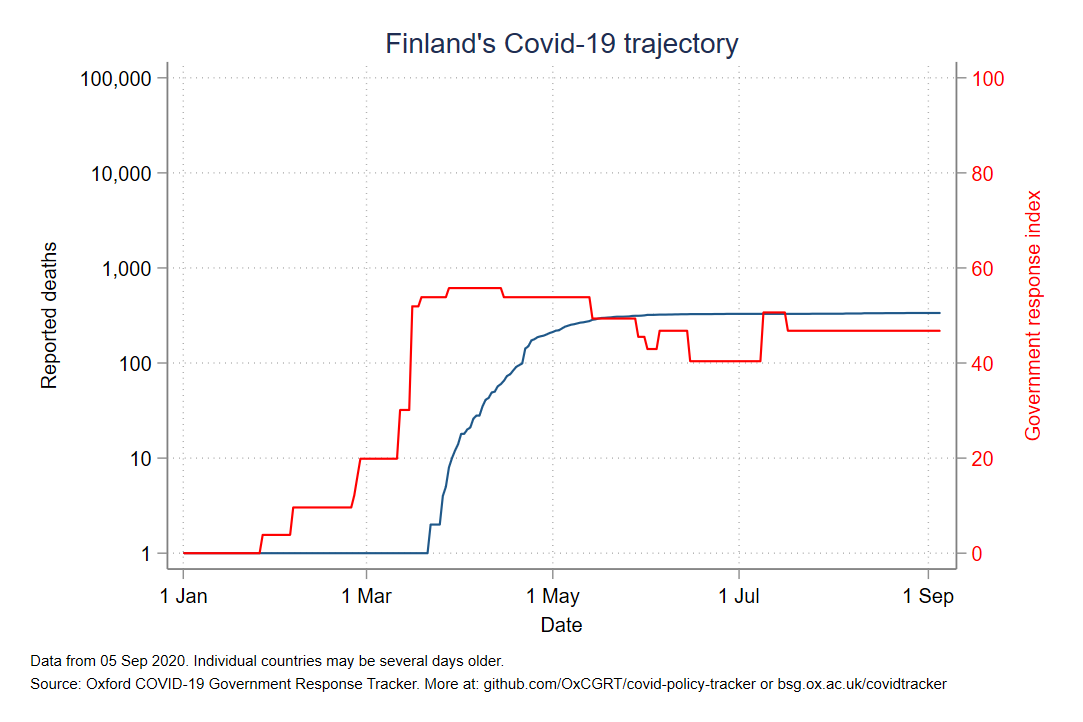 Finland's Covid-19 trajectory
100,000
10,000
1,000
100
10
1
Reported deaths
100
80
60
40
20
0
Government response index
1 Jan 1 Mar 1 May 1 Jul 1 Sep
Date
Data from 05 Sep 2020. Individual countries may be several days older.
Source: Oxford COVID-19 Government Response Tracker. More at: github.com/OxCGRT/covid-policy-tracker or bsg.ox.ac.uk/covidtracker